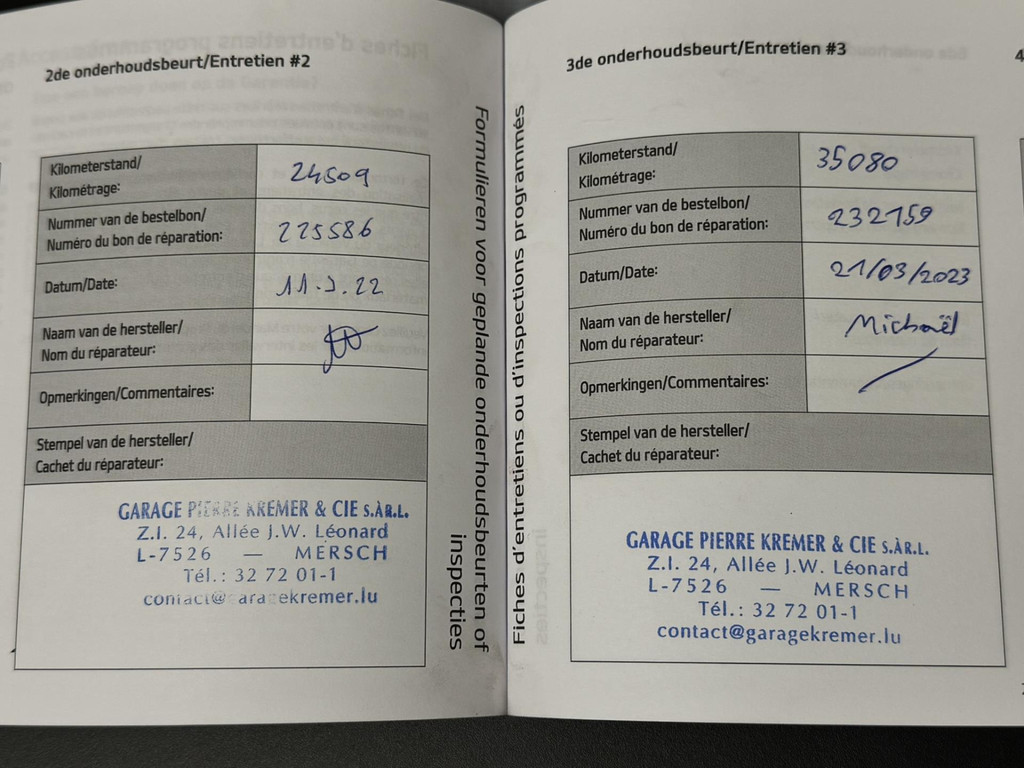 2de onderhoudsbeurt/Entretien #2
Kilometerstand/
Kilométrage:
24509
Nummer van de bestelbon/
Numéro du bon de réparation:
225586
Datum/Date:
11.3.22
Naam van de hersteller/
Nom du réparateur:
Opmerkingen/Commentaires:
Stempel van de hersteller/
Cachet du réparateur:
GARAGE PIERRE KREMER & CIE S.ÀR.L.
Z.I. 24, Allée J.W. Léonard
L-7526 — MERSCH
Tél.: 32 72 01-1
contact@garagekremer.lu
Formulieren voor geplande onderhoudsbeurten of
inspecties
Fiches d'entretiens ou d'inspections programmés
3de onderhoudsbeurt/Entretien #3
Kilometerstand/
Kilométrage:
35080
Nummer van de bestelbon/
Numéro du bon de réparation:
232159
Datum/Date:
21/03/2023
Naam van de hersteller/
Nom du réparateur:
Michaël
Opmerkingen/Commentaires:
Stempel van de hersteller/
Cachet du réparateur:
GARAGE PIERRE KREMER & CIE S.ÀR.L.
Z.I. 24, Allée J.W. Léonard
L-7526 — MERSCH
Tél.: 32 72 01-1
contact@garagekremer.lu